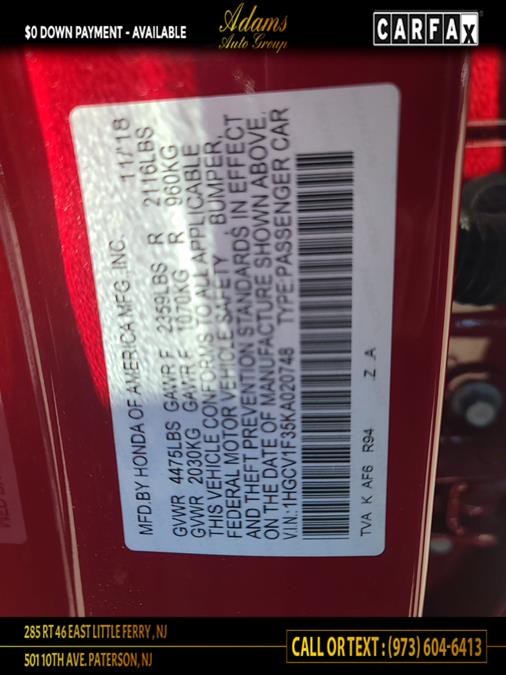 $0 DOWN PAYMENT - AVAILABLE
Adams
Auto Group
CARFAX
MFD. BY HONDA OF AMERICA MFG., INC. 11/18
GVWR 4475LBS GAWR F 2359LBS R 2116LBS
GVWR 2030KG GAWR F 1070KG R 960KG
THIS VEHICLE CONFORMS TO ALL APPLICABLE
FEDERAL MOTOR VEHICLE SAFETY BUMPER,
AND THEFT PREVENTION STANDARDS IN EFFECT
ON THE DATE OF MANUFACTURE SHOWN ABOVE.
V.I.N.: 1HGCV1F35KA020748 TYPE:PASSENGER CAR
TVA K AF6 R94 Z A
285 RT 46 EAST LITTLE FERRY , NJ
501 10TH AVE. PATERSON, NJ
CALL OR TEXT : (973) 604-6413